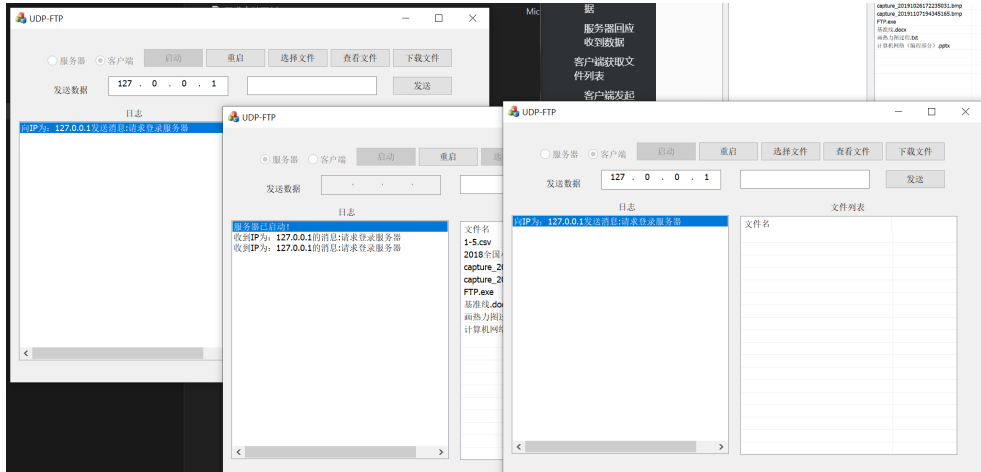 Mic
据
服务器回应
收到数据
客户端获取文
件列表
客户端发起
capture_20191026172235031.bmp
capture_20191107194345165.bmp
FTP.exe
基准线.docx
画热力图过程.txt
计算机网络（编程部分）.pptx
UDP-FTP
服务器 客户端 启动 重启 选择文件 查看文件 下载文件
发送数据 127 . 0 . 0 . 1 发送
日志
向IP为：127.0.0.1发送消息:请求登录服务器
UDP-FTP
服务器 客户端 启动 重启
发送数据 . . .
日志
服务器已启动!
收到IP为：127.0.0.1的消息:请求登录服务器
收到IP为：127.0.0.1的消息:请求登录服务器
文件名
1-5.csv
2018全国
capture_20
capture_20
FTP.exe
基准线.doc
画热力图过
计算机网络
UDP-FTP
服务器 客户端 启动 重启 选择文件 查看文件 下载文件
发送数据 127 . 0 . 0 . 1 发送
日志 文件列表
向IP为：127.0.0.1发送消息:请求登录服务器
文件名